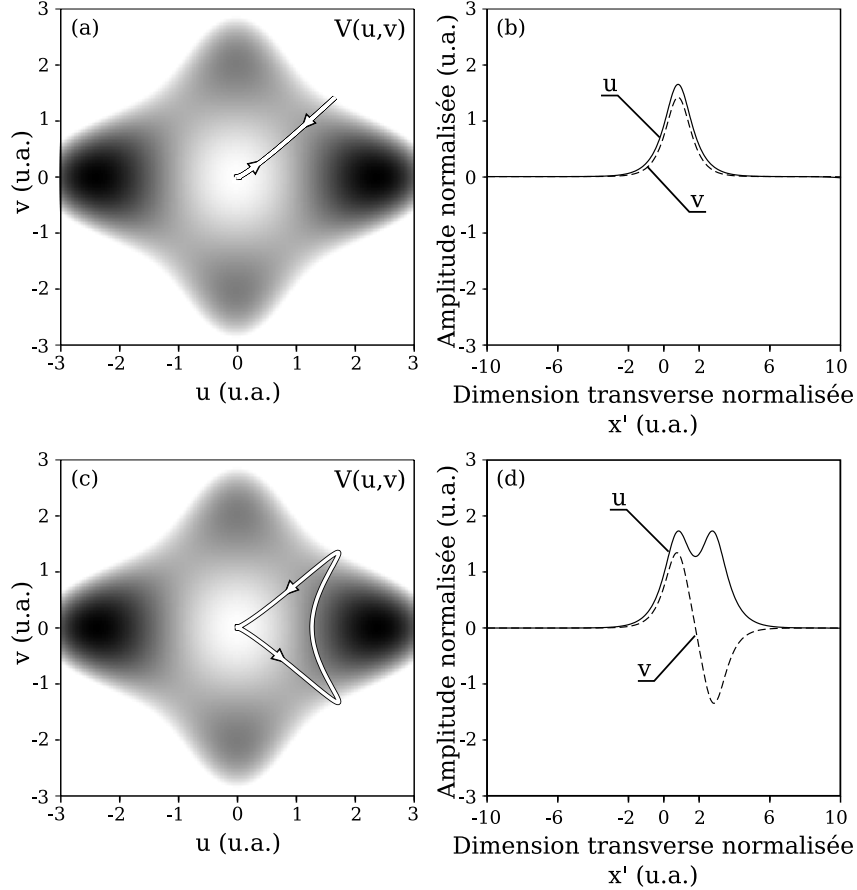 (a)
V(u,v)
3
2
1
0
-1
-2
-3
v (u.a.)
-3
-2
-1
0
1
2
3
u (u.a.)
(b)
u
v
3
2
1
0
-1
-2
-3
Amplitude normalisée (u.a.)
-10
-6
-2
0
2
6
10
Dimension transverse normalisée
x' (u.a.)
(c)
V(u,v)
3
2
1
0
-1
-2
-3
v (u.a.)
-3
-2
-1
0
1
2
3
u (u.a.)
(d)
u
v
3
2
1
0
-1
-2
-3
Amplitude normalisée (u.a.)
-10
-6
-2
0
2
6
10
Dimension transverse normalisée
x' (u.a.)